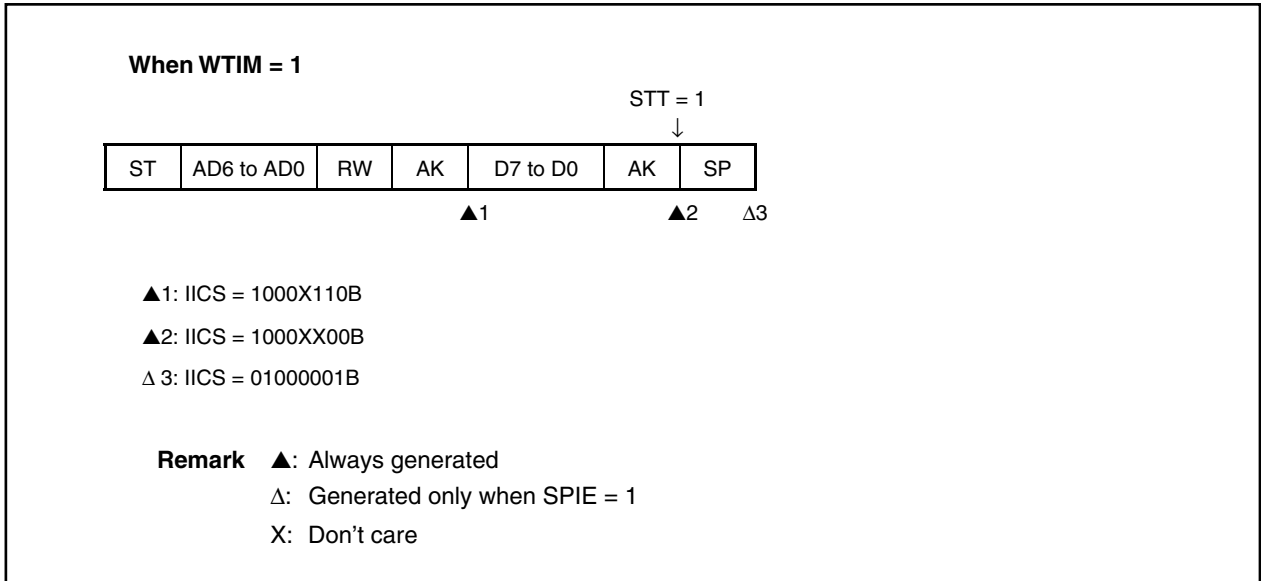 When WTIM = 1
STT = 1
↓
ST AD6 to AD0 RW AK D7 to D0 AK SP
▲1 ▲2 Δ3
▲1: IICS = 1000X110B
▲2: IICS = 1000XX00B
Δ 3: IICS = 01000001B
Remark ▲: Always generated
Δ: Generated only when SPIE = 1
X: Don't care